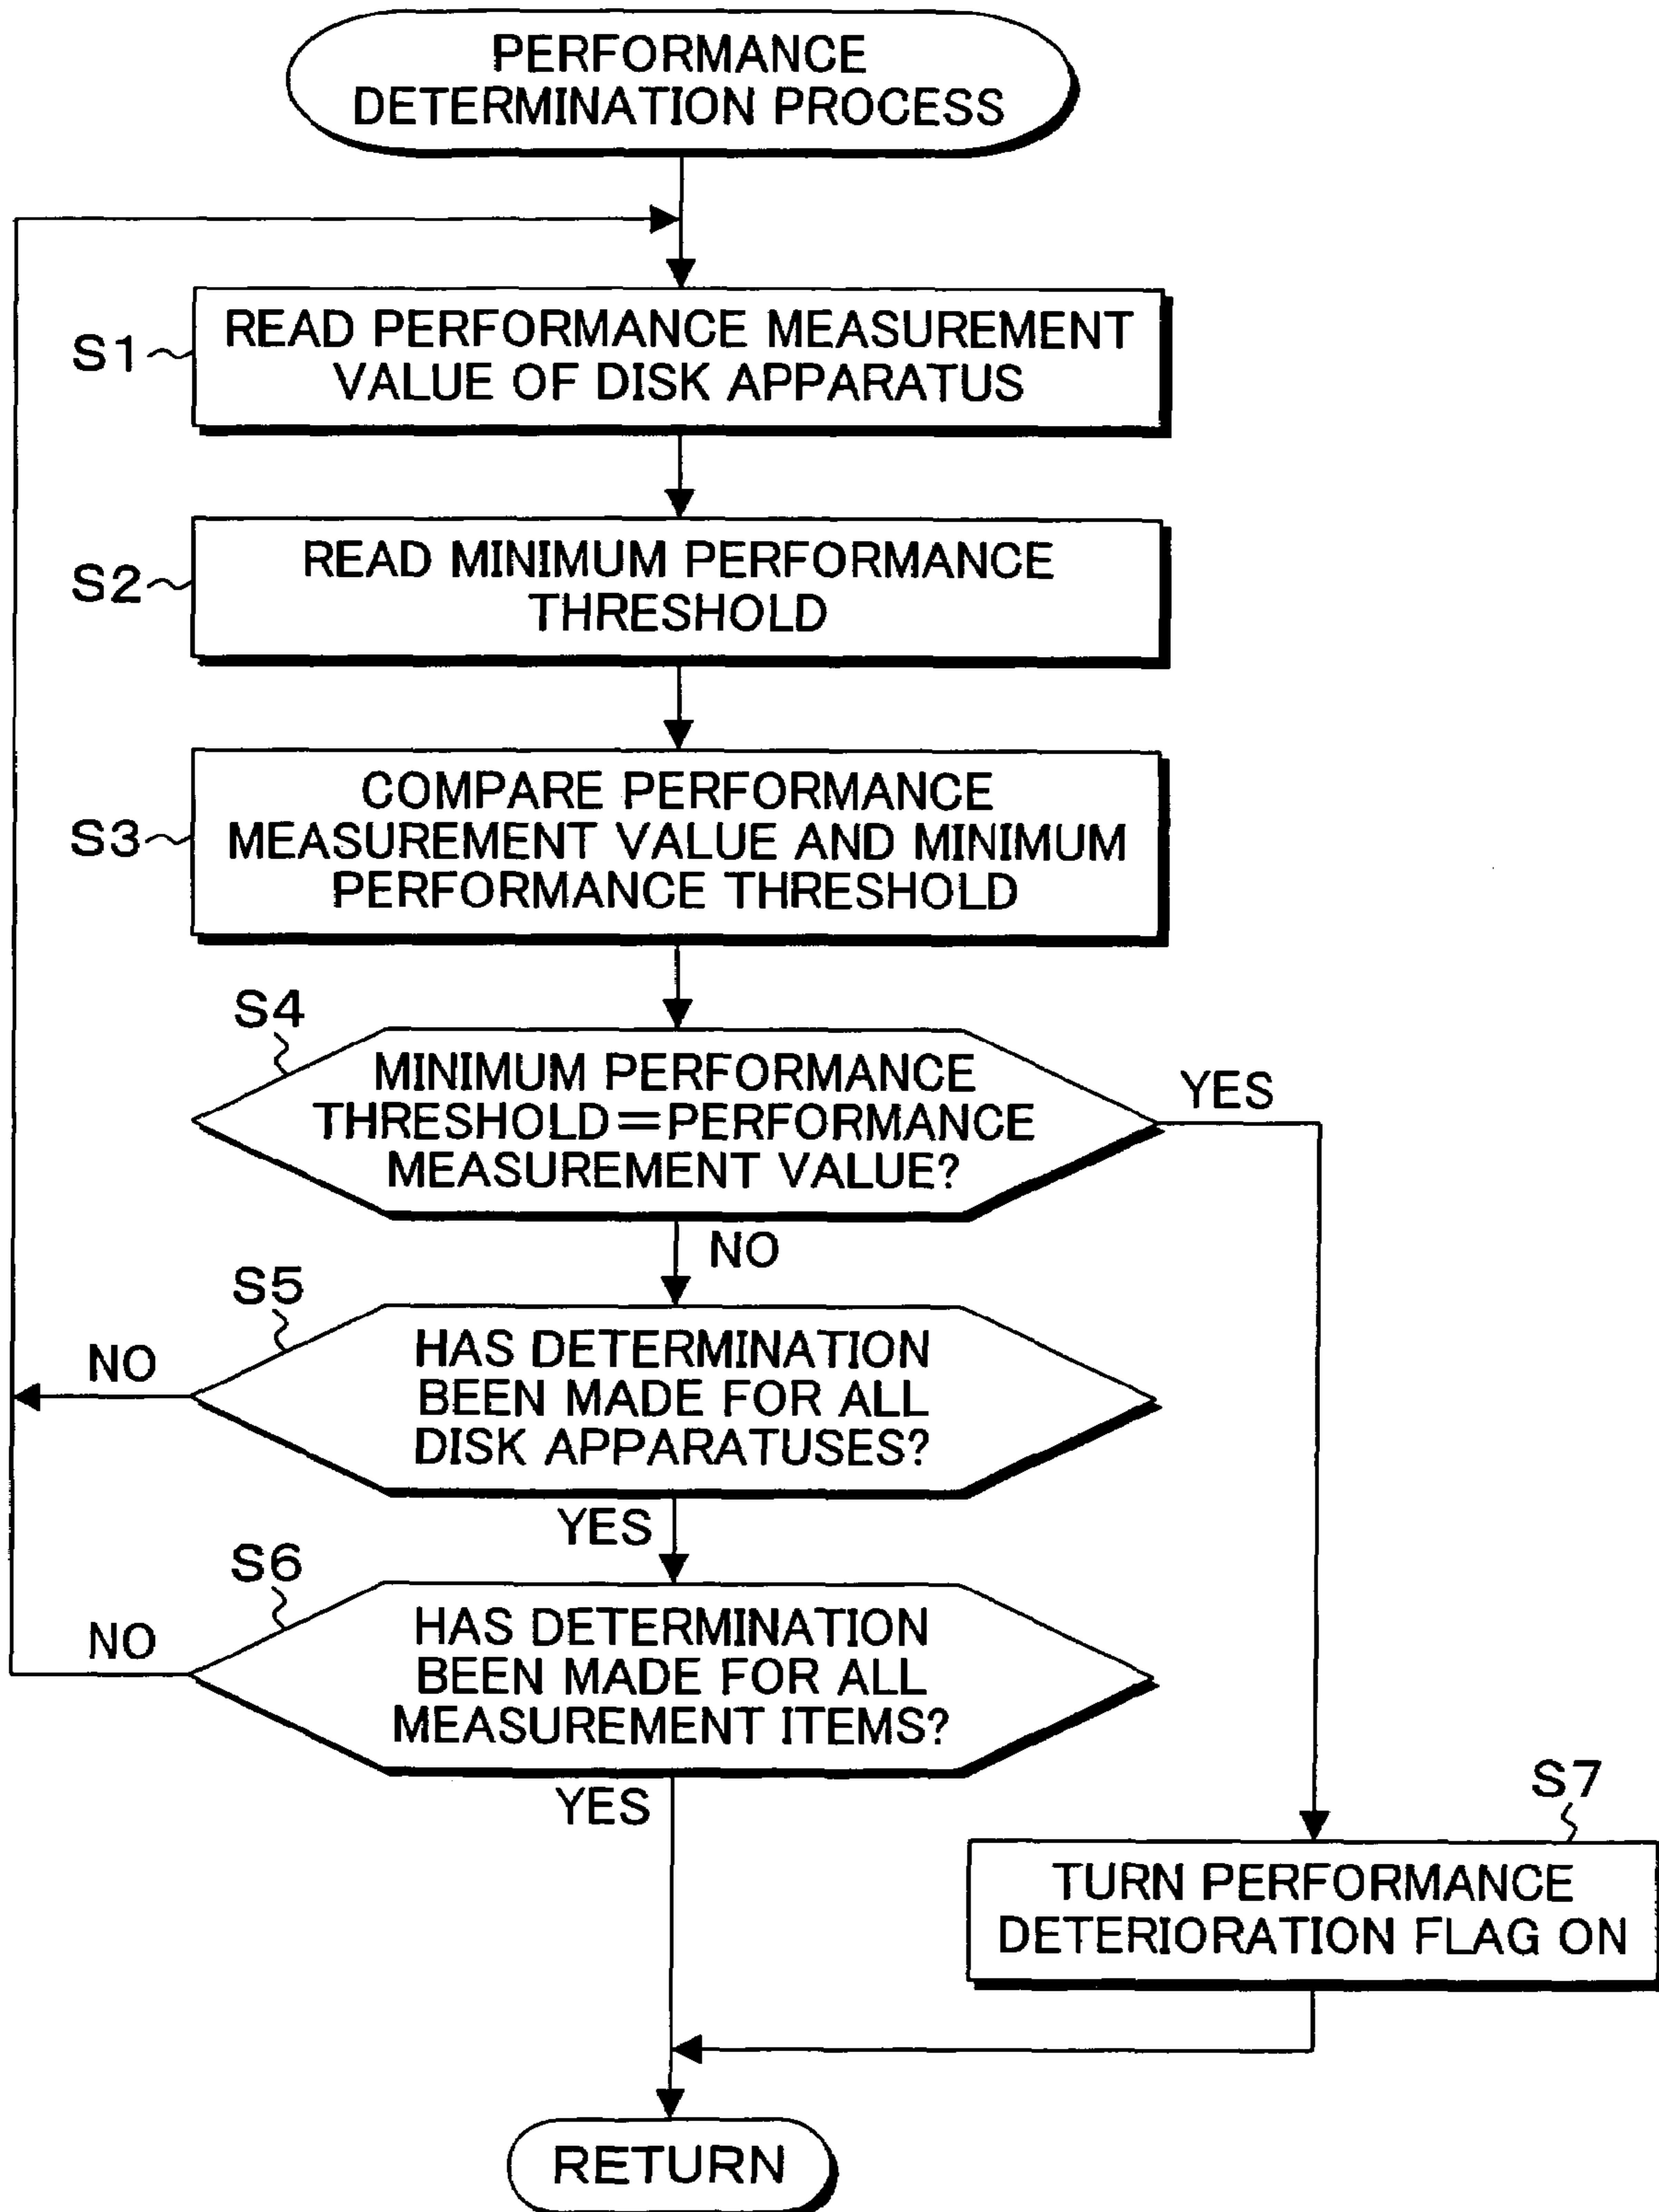 PERFORMANCE
DETERMINATION PROCESS
S1
READ PERFORMANCE MEASUREMENT
VALUE OF DISK APPARATUS
S2
READ MINIMUM PERFORMANCE
THRESHOLD
S3
COMPARE PERFORMANCE
MEASUREMENT VALUE AND MINIMUM
PERFORMANCE THRESHOLD
S4
MINIMUM PERFORMANCE
THRESHOLD=PERFORMANCE
MEASUREMENT VALUE?
YES
NO
S5
HAS DETERMINATION
BEEN MADE FOR ALL
DISK APPARATUSES?
NO
YES
S6
HAS DETERMINATION
BEEN MADE FOR ALL
MEASUREMENT ITEMS?
NO
YES
S7
TURN PERFORMANCE
DETERIORATION FLAG ON
RETURN